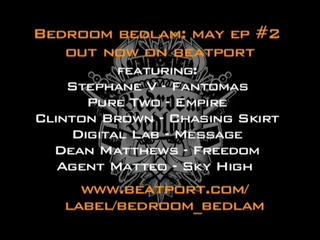 Bedroom bedlam: may ep #2
out now on beatport
featuring:
Stephane V - Fantomas
Pure Two - Empire
Clinton Brown - Chasing Skirt
Digital Lab - Message
Dean Matthews - Freedom
Agent Matteo - Sky High
www.beatport.com/
label/bedroom_bedlam